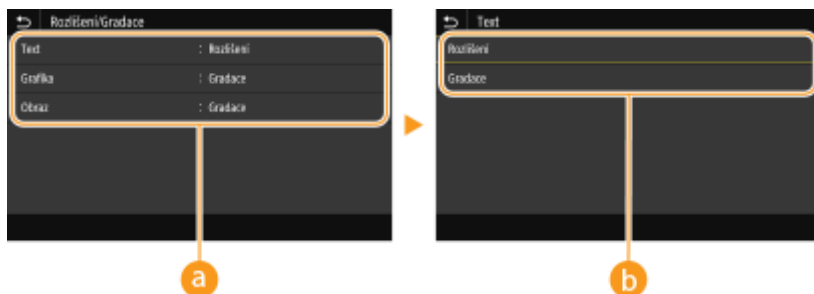 Rozlišení/Gradace
Text : Rozlišení
Grafika : Gradace
Obraz : Gradace
a
Text
Rozlišení
Gradace
b